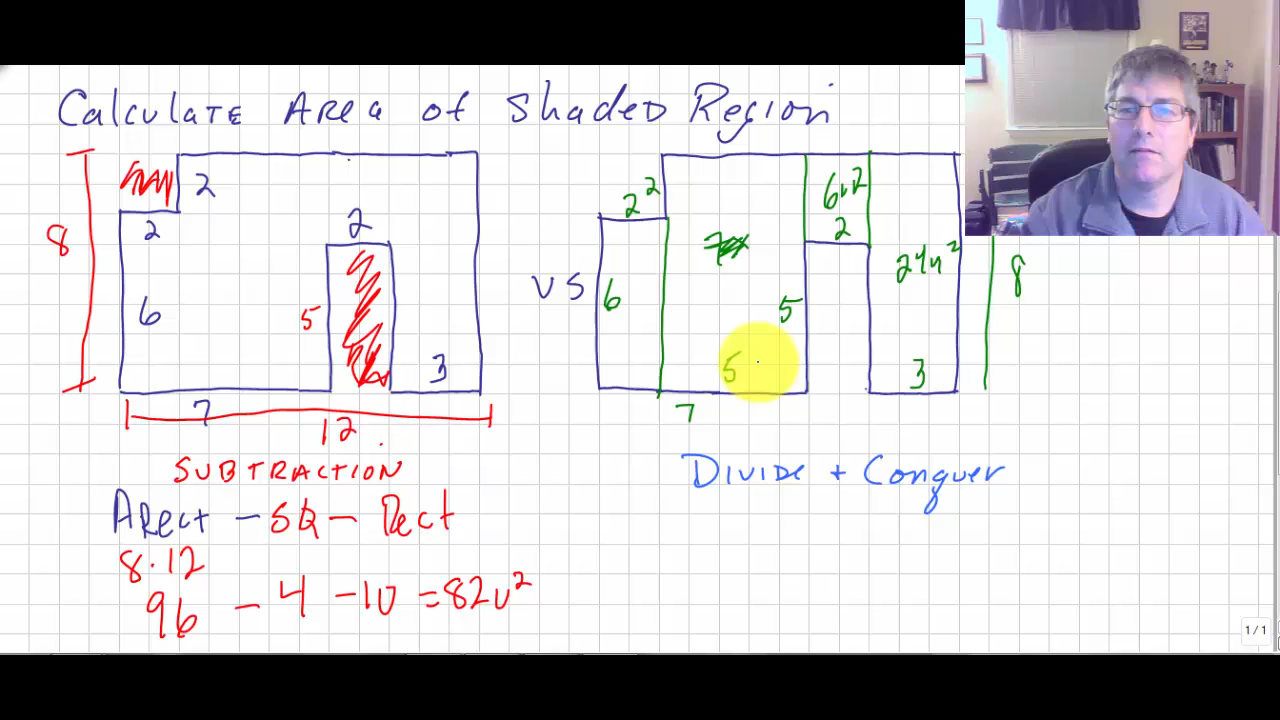 Calculate Area of Shaded Region
2
2
6
8
5
2
3
7
12
VS
2 2
6
5
5
7
6u2
2
24u2
3
8
SUBTRACTION
Divide + Conquer
ARect - SQ - Rect
8·12
96 - 4 - 10 = 82u2
1/1